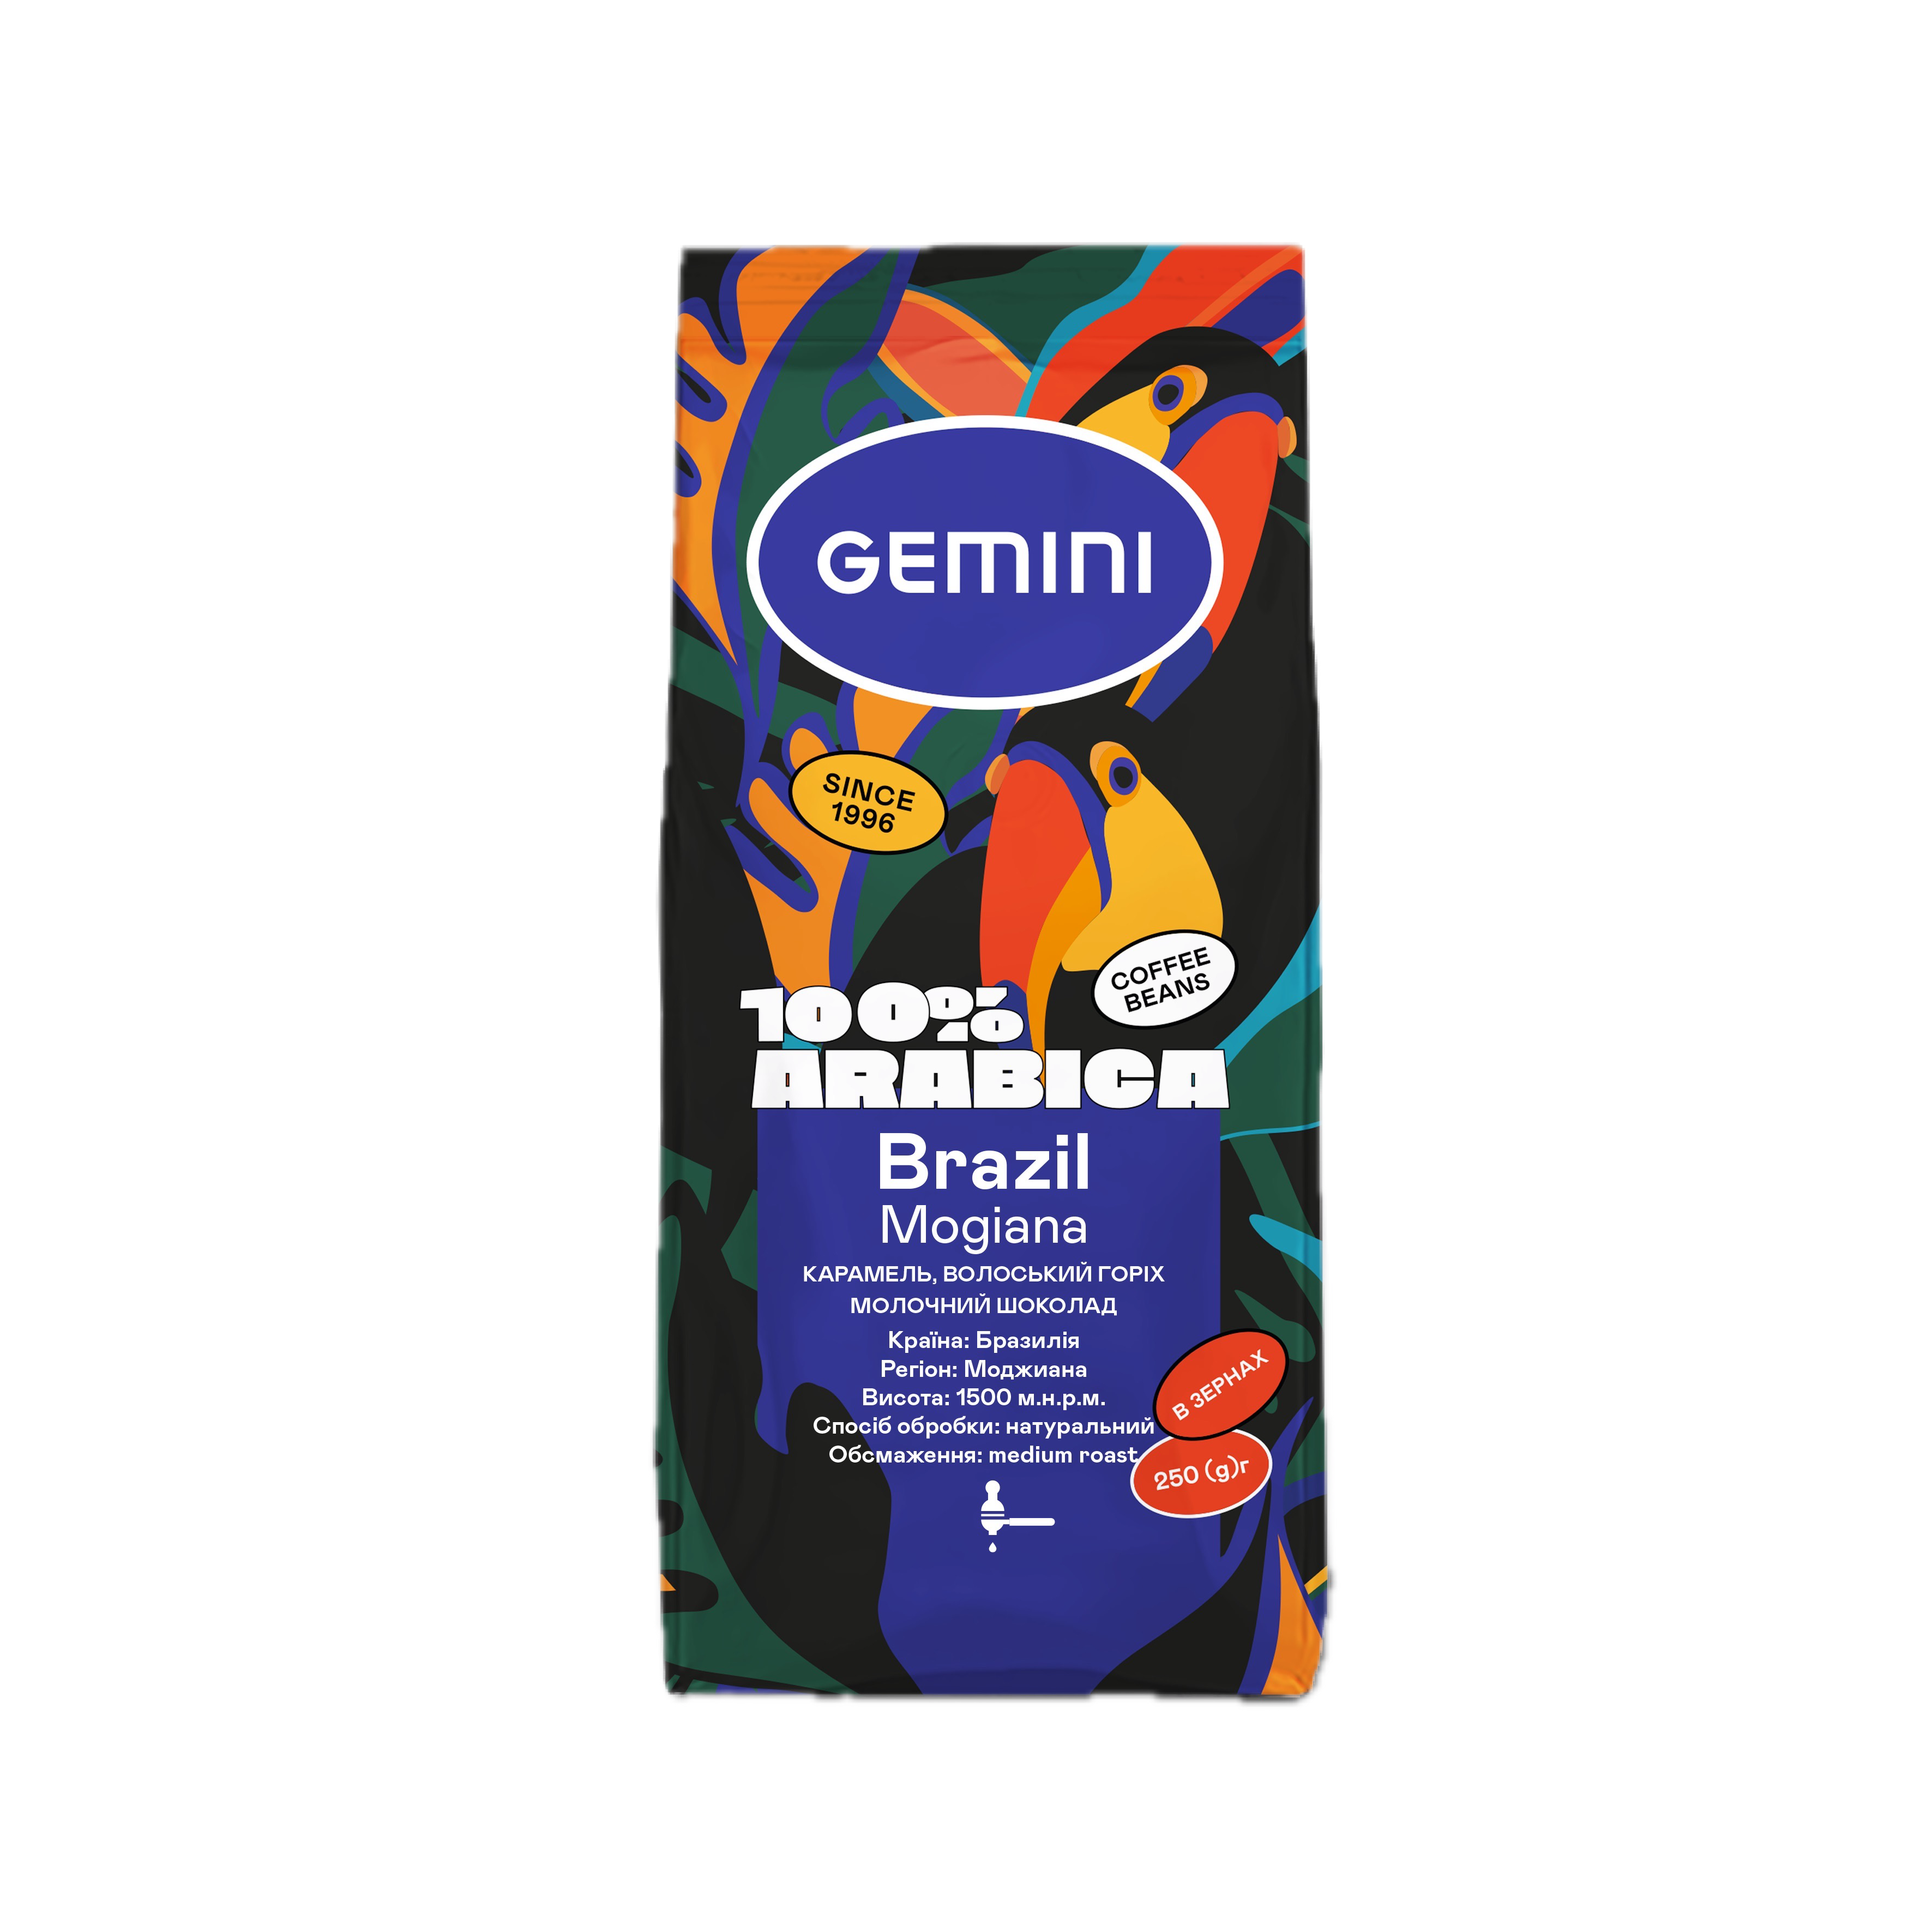 GEMINI
SINCE
1996
COFFEE
BEANS
100%
ARABICA
Brazil
Mogiana
КАРАМЕЛЬ, ВОЛОСЬКИЙ ГОРІХ
МОЛОЧНИЙ ШОКОЛАД
Країна: Бразилія
Регіон: Моджиана
Висота: 1500 м.н.р.м.
Спосіб обробки: натуральний
Обсмаження: medium roast
В ЗЕРНАХ
250 (g)г